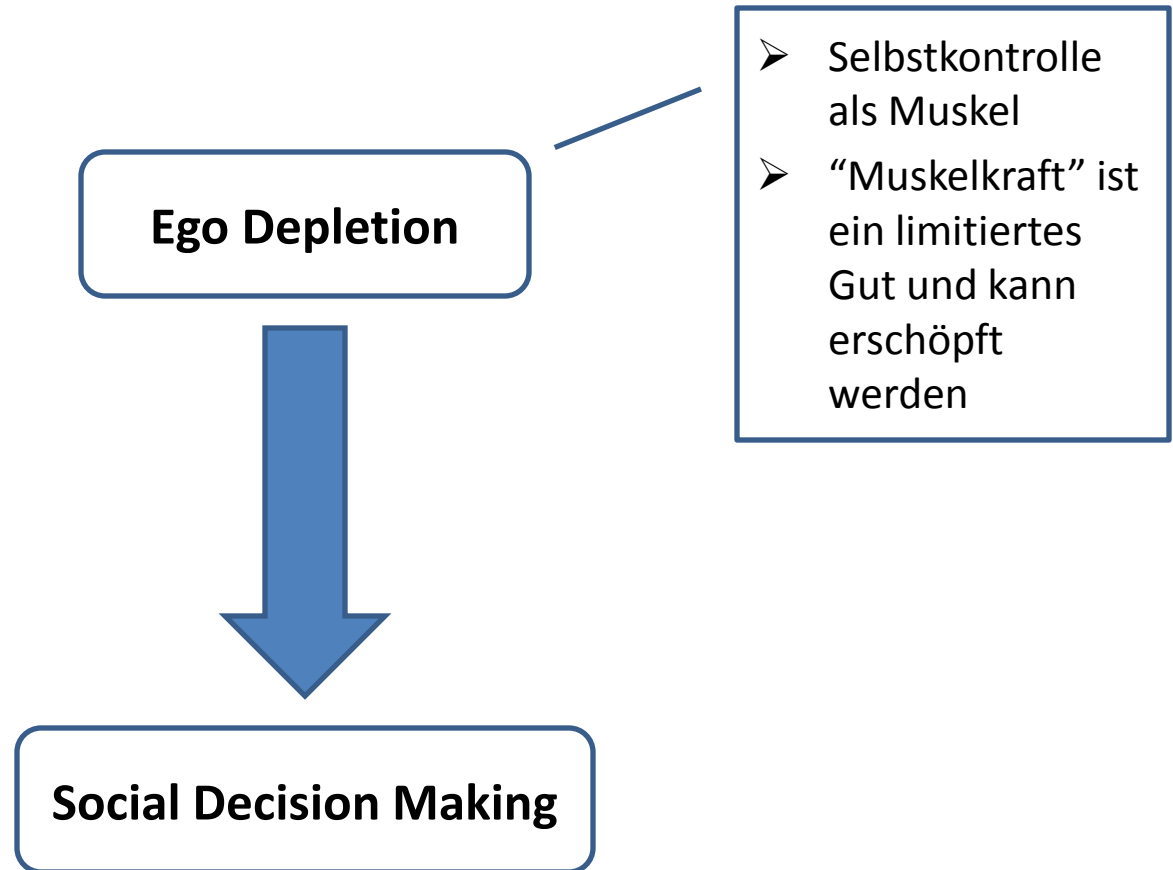 ➢ Selbstkontrolle
als Muskel
➢ “Muskelkraft” ist
ein limitiertes
Gut und kann
erschöpft
werden
Ego Depletion
Social Decision Making